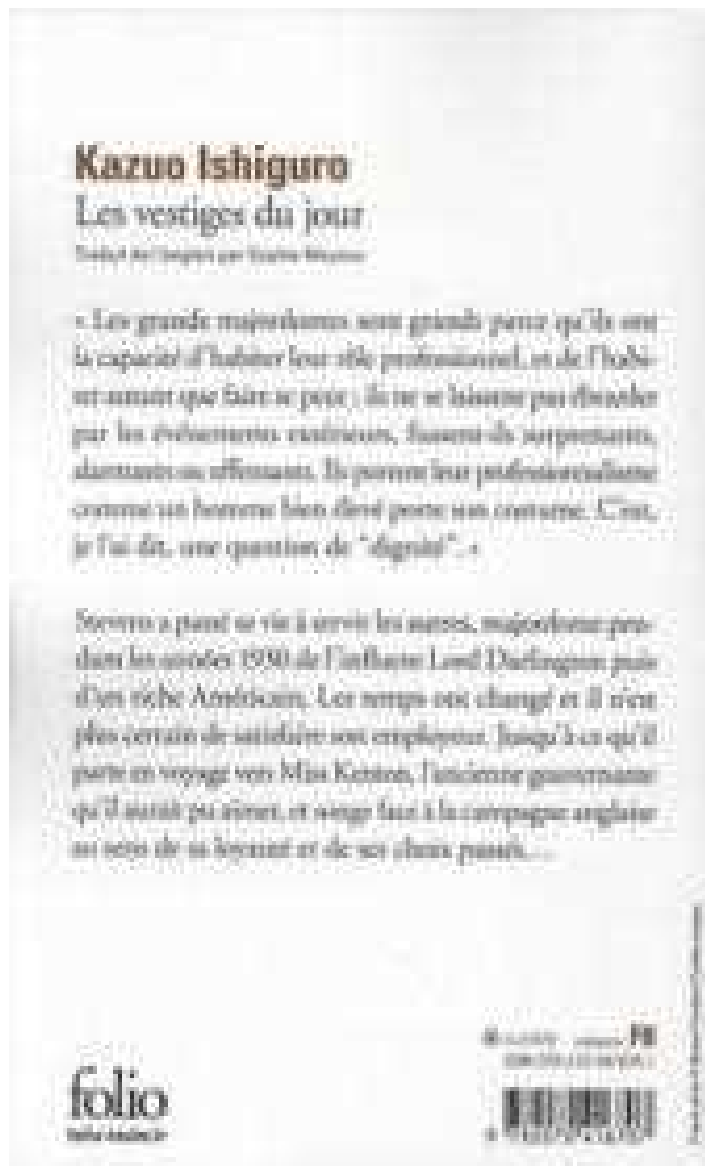 Kazuo Ishiguro
Les vestiges du jour
Traduit de l'anglais par Sophie Mayoux
« Les grands majordomes sont grands parce qu'ils ont
la capacité d'habiter leur rôle professionnel, et de l'habi-
ter autant que faire se peut ; ils ne se laissent pas ébranler
par les événements extérieurs, fussent-ils surprenants,
alarmants ou offensants. Ils portent leur professionnalisme
comme un homme bien élevé porte son costume. C'est,
je l'ai dit, une question de "dignité". »
Stevens a passé sa vie à servir les autres, majordome pen-
dant les années 1930 de l'influent Lord Darlington puis
d'un riche Américain. Les temps ont changé et il n'est
plus certain de satisfaire son employeur. Jusqu'à ce qu'il
parte en voyage vers Miss Kenton, l'ancienne gouvernante
qu'il aurait pu aimer, et songe face à la campagne anglaise
au sens de sa loyauté et de ses choix passés...
folio